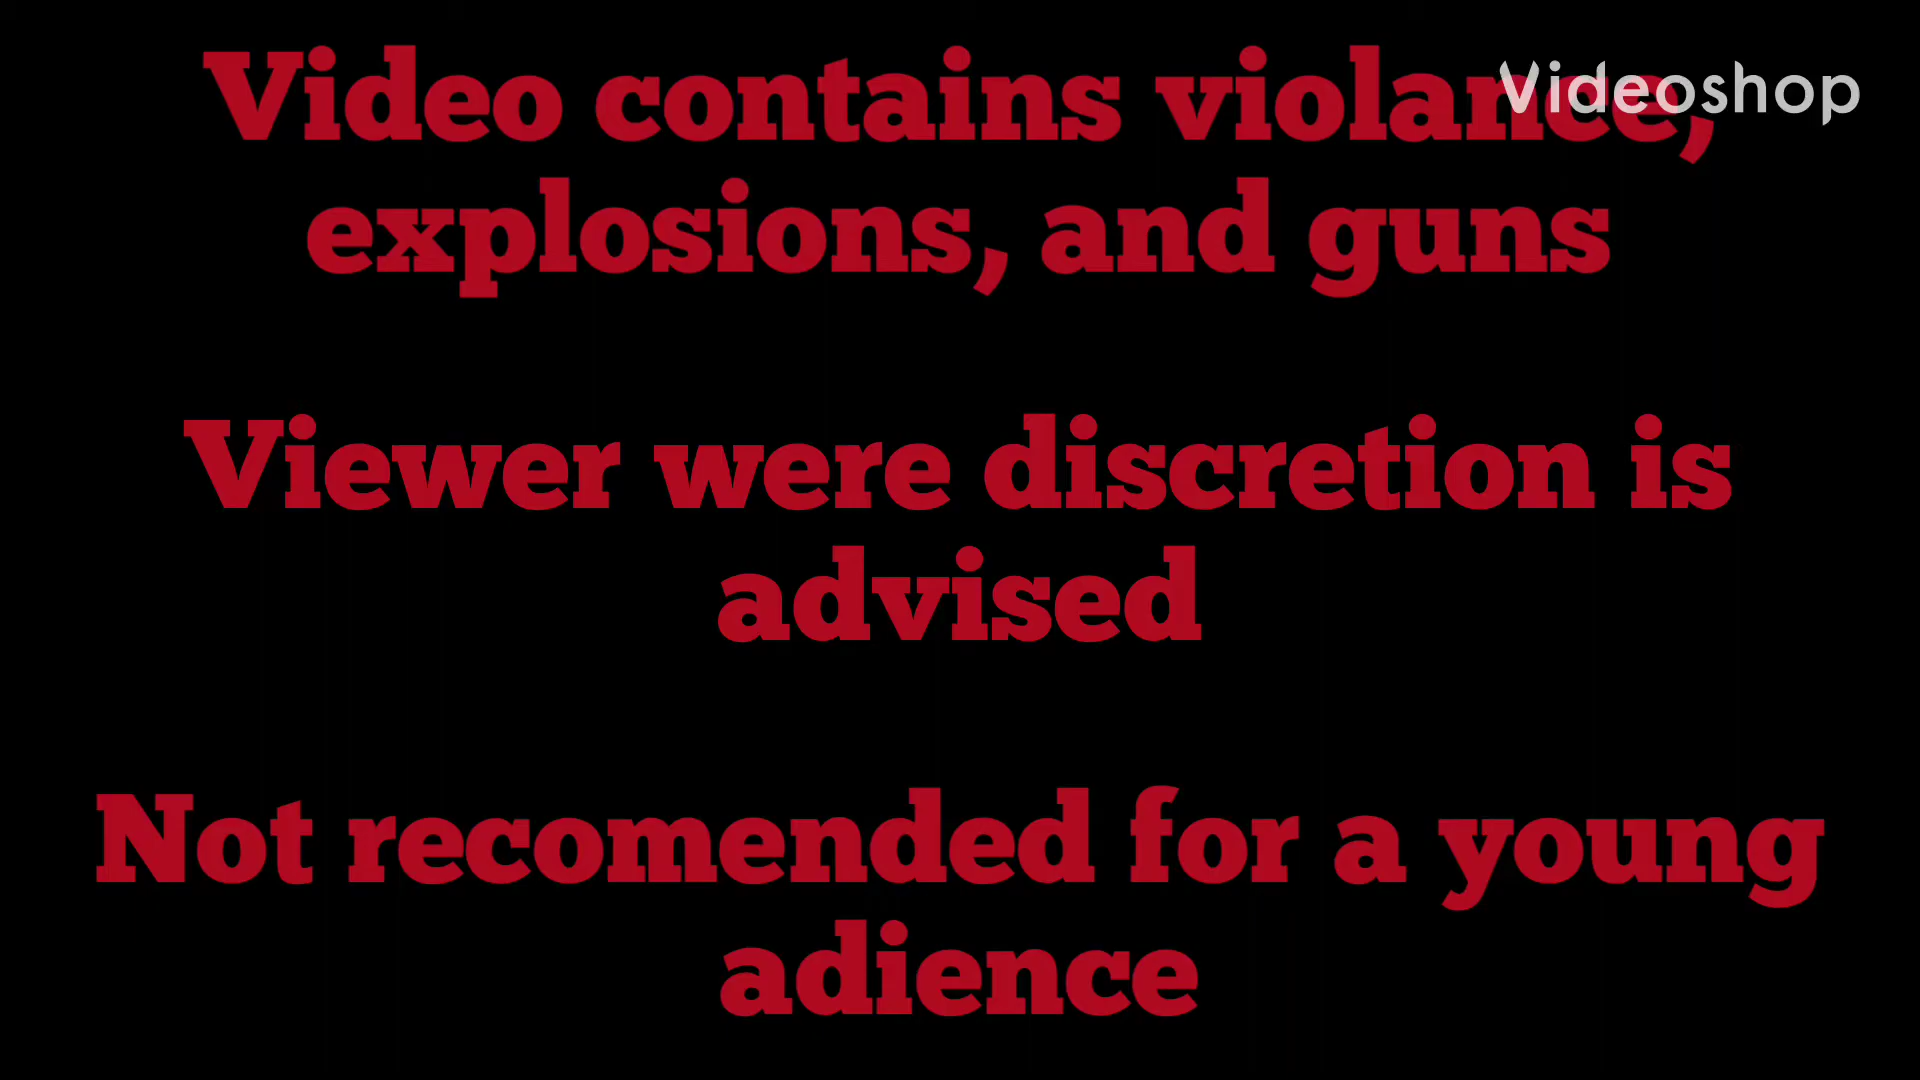 Video contains violance,
Videoshop
explosions, and guns
Viewer were discretion is
advised
Not recomended for a young
adience